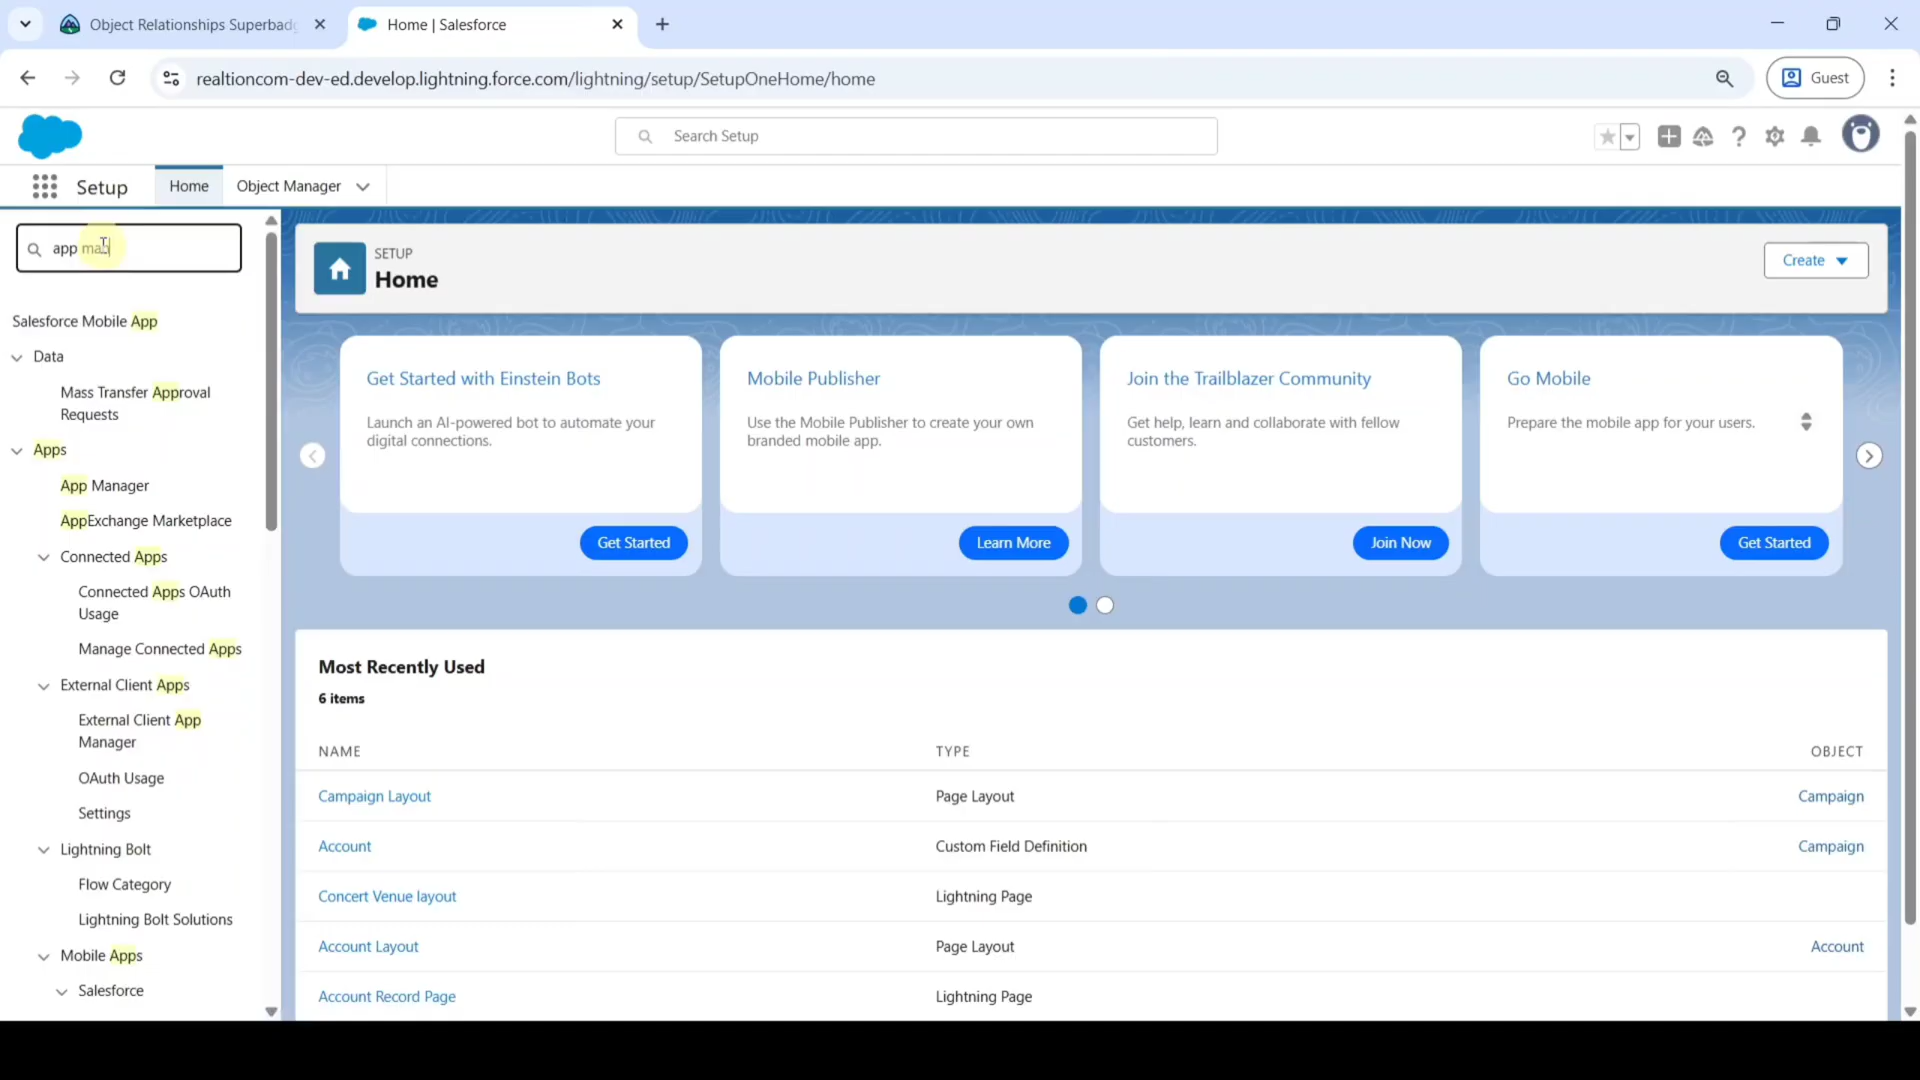 Object Relationships Superbadg
Home | Salesforce
realtioncom-dev-ed.develop.lightning.force.com/lightning/setup/SetupOneHome/home
Guest
Search Setup
Setup
Home
Object Manager
app man
Salesforce Mobile App
Data
Mass Transfer Approval
Requests
Apps
App Manager
AppExchange Marketplace
Connected Apps
Connected Apps OAuth
Usage
Manage Connected Apps
External Client Apps
External Client App
Manager
OAuth Usage
Settings
Lightning Bolt
Flow Category
Lightning Bolt Solutions
Mobile Apps
Salesforce
SETUP
Home
Create
Get Started with Einstein Bots
Launch an AI-powered bot to automate your
digital connections.
Get Started
Mobile Publisher
Use the Mobile Publisher to create your own
branded mobile app.
Learn More
Join the Trailblazer Community
Get help, learn and collaborate with fellow
customers.
Join Now
Go Mobile
Prepare the mobile app for your users.
Get Started
Most Recently Used
6 items
NAME TYPE OBJECT
Campaign Layout Page Layout Campaign
Account Custom Field Definition Campaign
Concert Venue layout Lightning Page
Account Layout Page Layout Account
Account Record Page Lightning Page